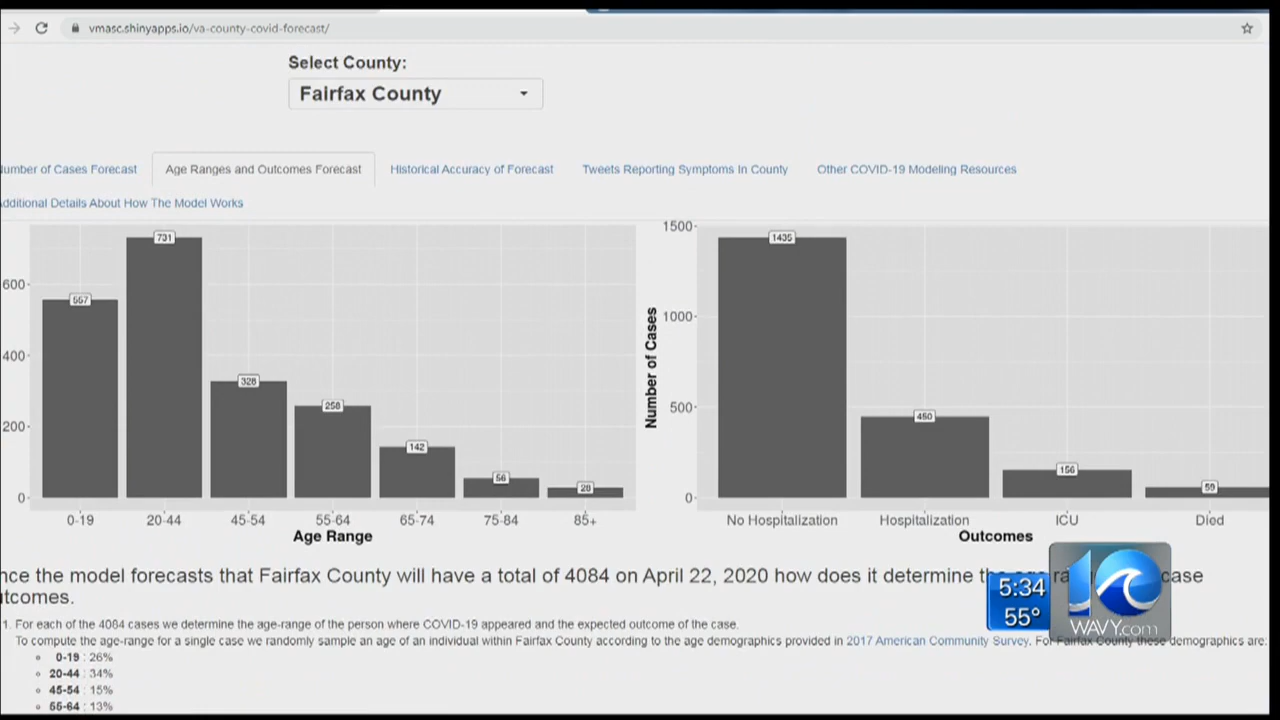 vmasc.shinyapps.io/va-county-covid-forecast/
Select County:
Fairfax County
umber of Cases Forecast
Age Ranges and Outcomes Forecast
Historical Accuracy of Forecast
Tweets Reporting Symptoms In County
Other COVID-19 Modeling Resources
dditional Details About How The Model Works
600
400
200
0
557
731
328
258
142
56
28
0-19
20-44
45-54
55-64
65-74
75-84
85+
Age Range
Number of Cases
1500
1000
500
0
1435
450
156
59
No Hospitalization
Hospitalization
ICU
Died
Outcomes
nce the model forecasts that Fairfax County will have a total of 4084 on April 22, 2020 how does it determine the age ra case
utcomes.
1. For each of the 4084 cases we determine the age-range of the person where COVID-19 appeared and the expected outcome of the case.
To compute the age-range for a single case we randomly sample an age of an individual within Fairfax County according to the age demographics provided in 2017 American Community Survey. For Fairfax County these demographics are:
0-19 : 26%
20-44 : 34%
45-54 : 15%
55-64 : 13%
5:34
55°
10
WAVY.com